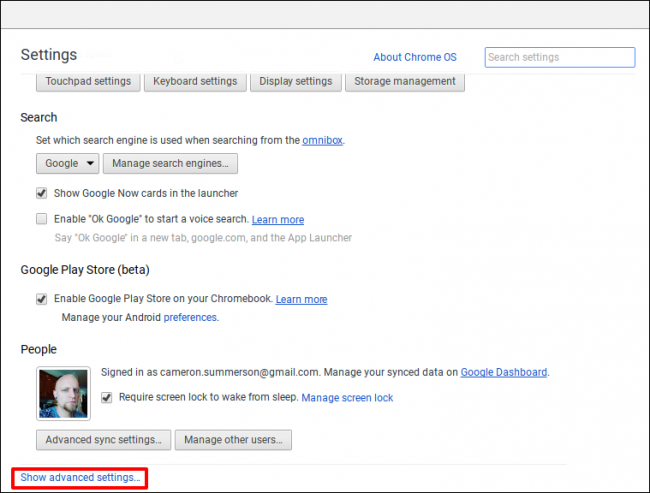 Settings
About Chrome OS
Search settings
Touchpad settings
Keyboard settings
Display settings
Storage management
Search
Set which search engine is used when searching from the omnibox.
Google
Manage search engines...
Show Google Now cards in the launcher
Enable "Ok Google" to start a voice search. Learn more
Say "Ok Google" in a new tab, google.com, and the App Launcher
Google Play Store (beta)
Enable Google Play Store on your Chromebook. Learn more
Manage your Android preferences.
People
Signed in as cameron.summerson@gmail.com. Manage your synced data on Google Dashboard.
Require screen lock to wake from sleep. Manage screen lock
Advanced sync settings...
Manage other users...
Show advanced settings...